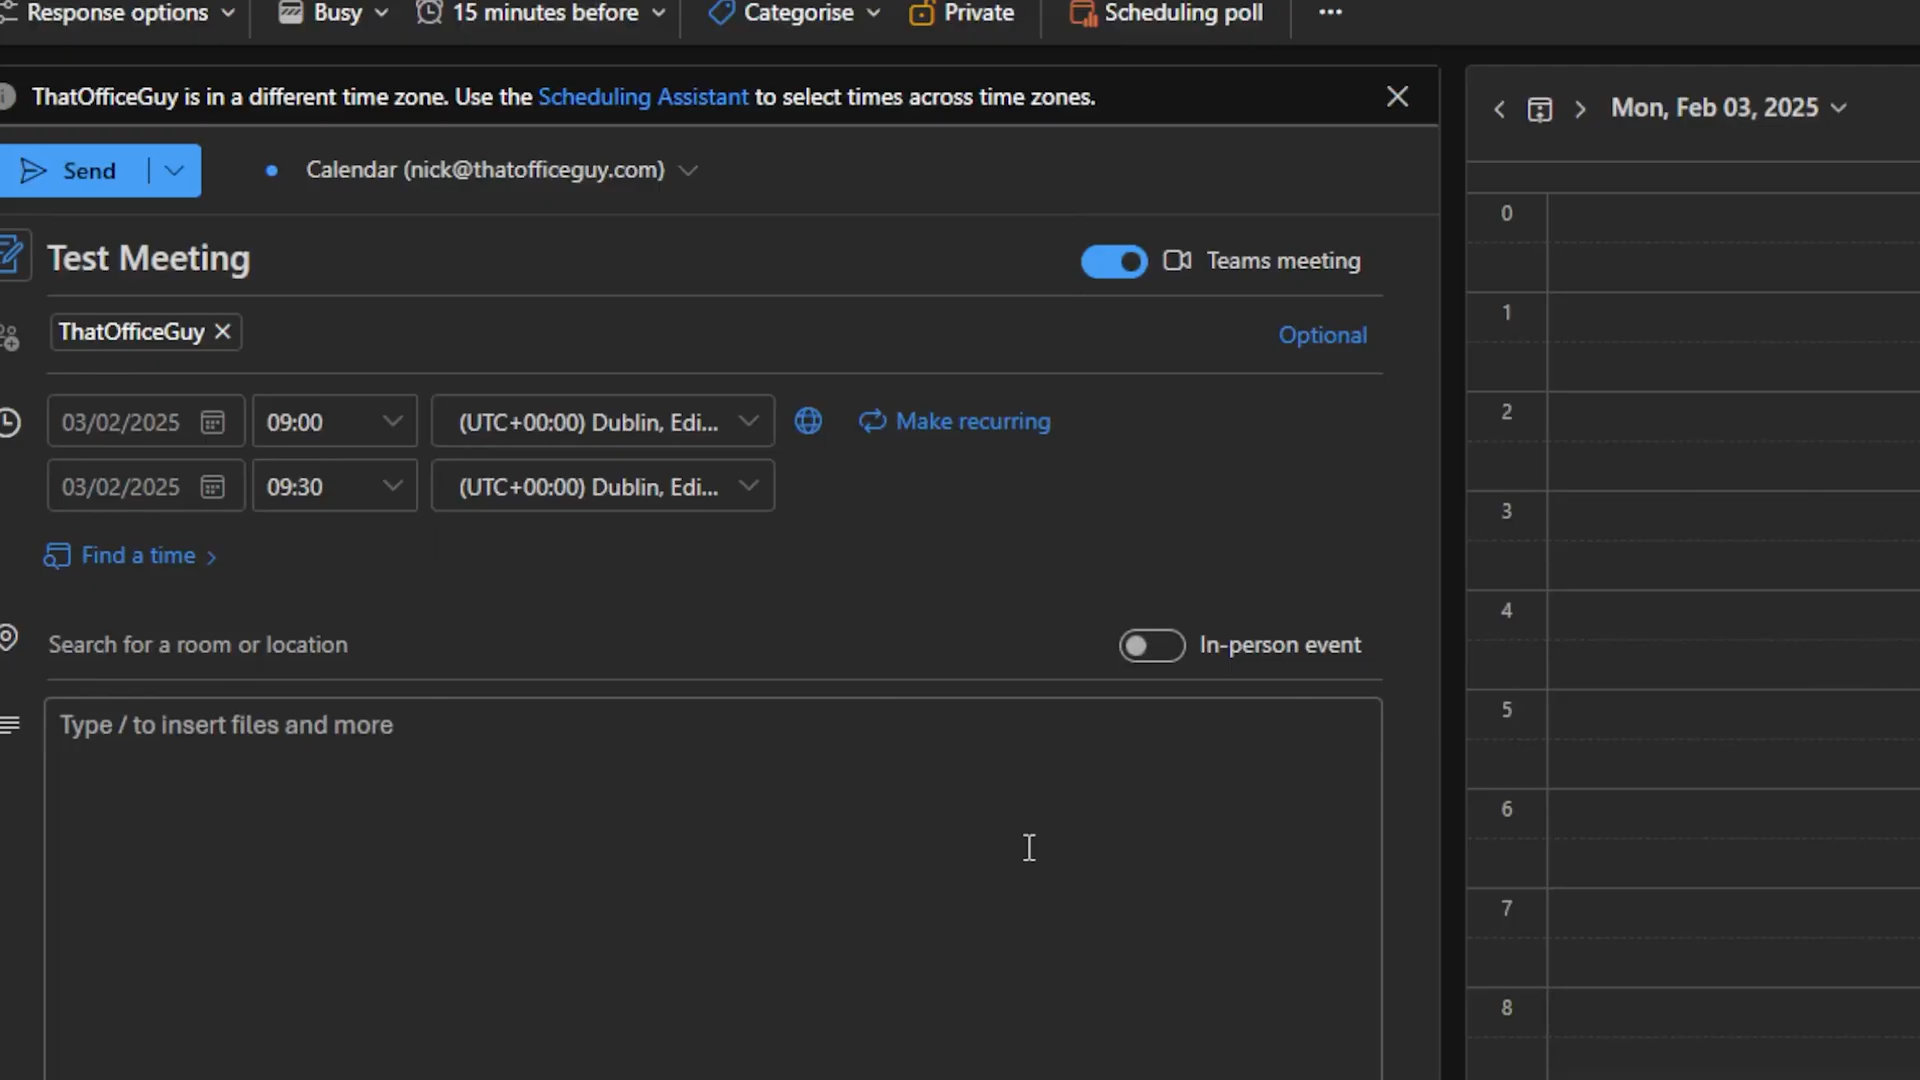 Response options
Busy
15 minutes before
Categorise
Private
Scheduling poll
ThatOfficeGuy is in a different time zone. Use the Scheduling Assistant to select times across time zones.
Mon, Feb 03, 2025
Send
Calendar (nick@thatofficeguy.com)
Test Meeting
Teams meeting
ThatOfficeGuy
Optional
03/02/2025
09:00
(UTC+00:00) Dublin, Edi...
Make recurring
03/02/2025
09:30
(UTC+00:00) Dublin, Edi...
Find a time
Search for a room or location
In-person event
Type / to insert files and more
0
1
2
3
4
5
6
7
8